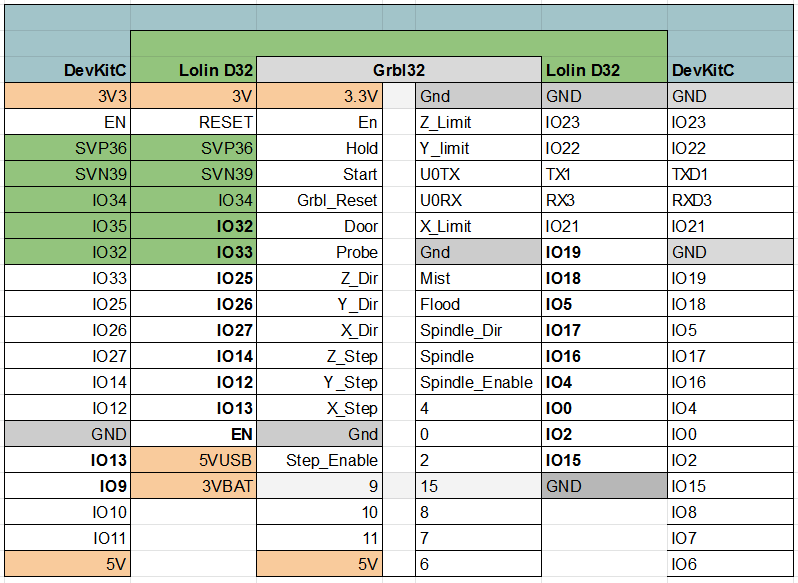 DevKitC Lolin D32 Grbl32 Lolin D32 DevKitC
3V3 3V 3.3V Gnd GND GND
EN RESET En Z_Limit IO23 IO23
SVP36 SVP36 Hold Y_limit IO22 IO22
SVN39 SVN39 Start U0TX TX1 TXD1
IO34 IO34 Grbl_Reset U0RX RX3 RXD3
IO35 IO32 Door X_Limit IO21 IO21
IO32 IO33 Probe Gnd IO19 GND
IO33 IO25 Z_Dir Mist IO18 IO19
IO25 IO26 Y_Dir Flood IO5 IO18
IO26 IO27 X_Dir Spindle_Dir IO17 IO5
IO27 IO14 Z_Step Spindle IO16 IO17
IO14 IO12 Y_Step Spindle_Enable IO4 IO16
IO12 IO13 X_Step 4 IO0 IO4
GND EN Gnd 0 IO2 IO0
IO13 5VUSB Step_Enable 2 IO15 IO2
IO9 3VBAT 9 15 GND IO15
IO10 10 8 IO8
IO11 11 7 IO7
5V 5V 6 IO6